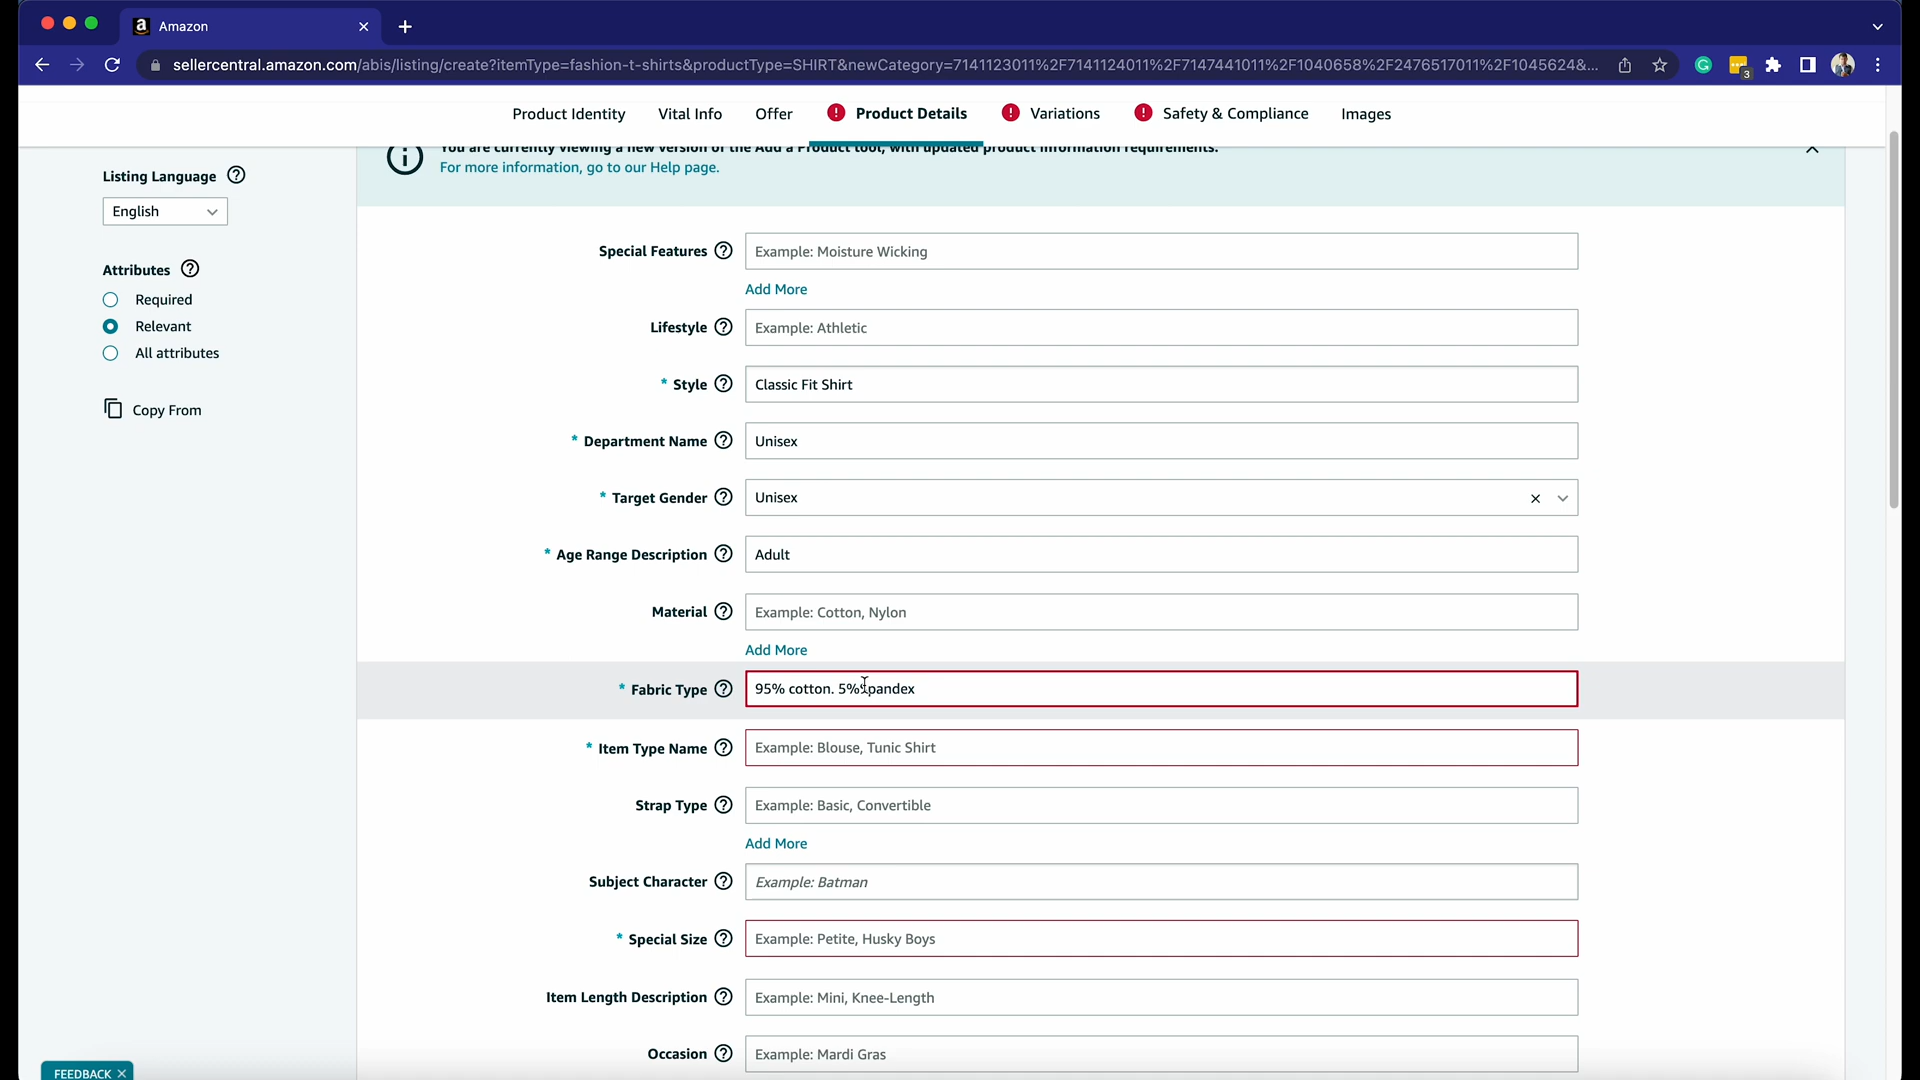 Amazon
sellercentral.amazon.com/abis/listing/create?itemType=fashion-t-shirts&productType=SHIRT&newCategory=7141123011%2F7141124011%2F7147441011%2F1040658%2F2476517011%2F1045624&...
3
Product Identity Vital Info Offer Product Details Variations Safety & Compliance Images
You are currently viewing a new version of the Add a Product tool, with updated product information requirements.
For more information, go to our Help page.
Listing Language
English
Attributes
Required
Relevant
All attributes
Copy From
Special Features Example: Moisture Wicking
Add More
Lifestyle Example: Athletic
* Style Classic Fit Shirt
* Department Name Unisex
* Target Gender Unisex
* Age Range Description Adult
Material Example: Cotton, Nylon
Add More
* Fabric Type 95% cotton. 5% spandex
* Item Type Name Example: Blouse, Tunic Shirt
Strap Type Example: Basic, Convertible
Add More
Subject Character Example: Batman
* Special Size Example: Petite, Husky Boys
Item Length Description Example: Mini, Knee-Length
Occasion Example: Mardi Gras
FEEDBACK